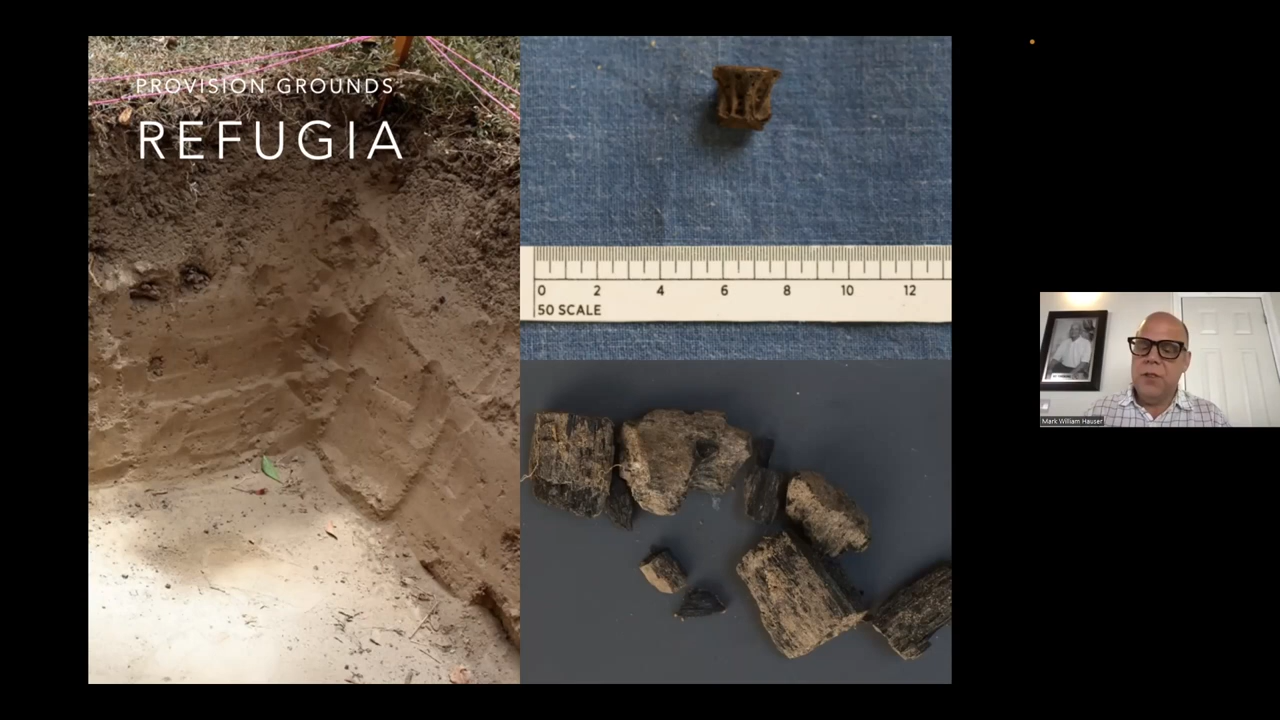 PROVISION GROUNDS
REFUGIA
0 2 4 6 8 10 12
50 SCALE
Mark William Hauser